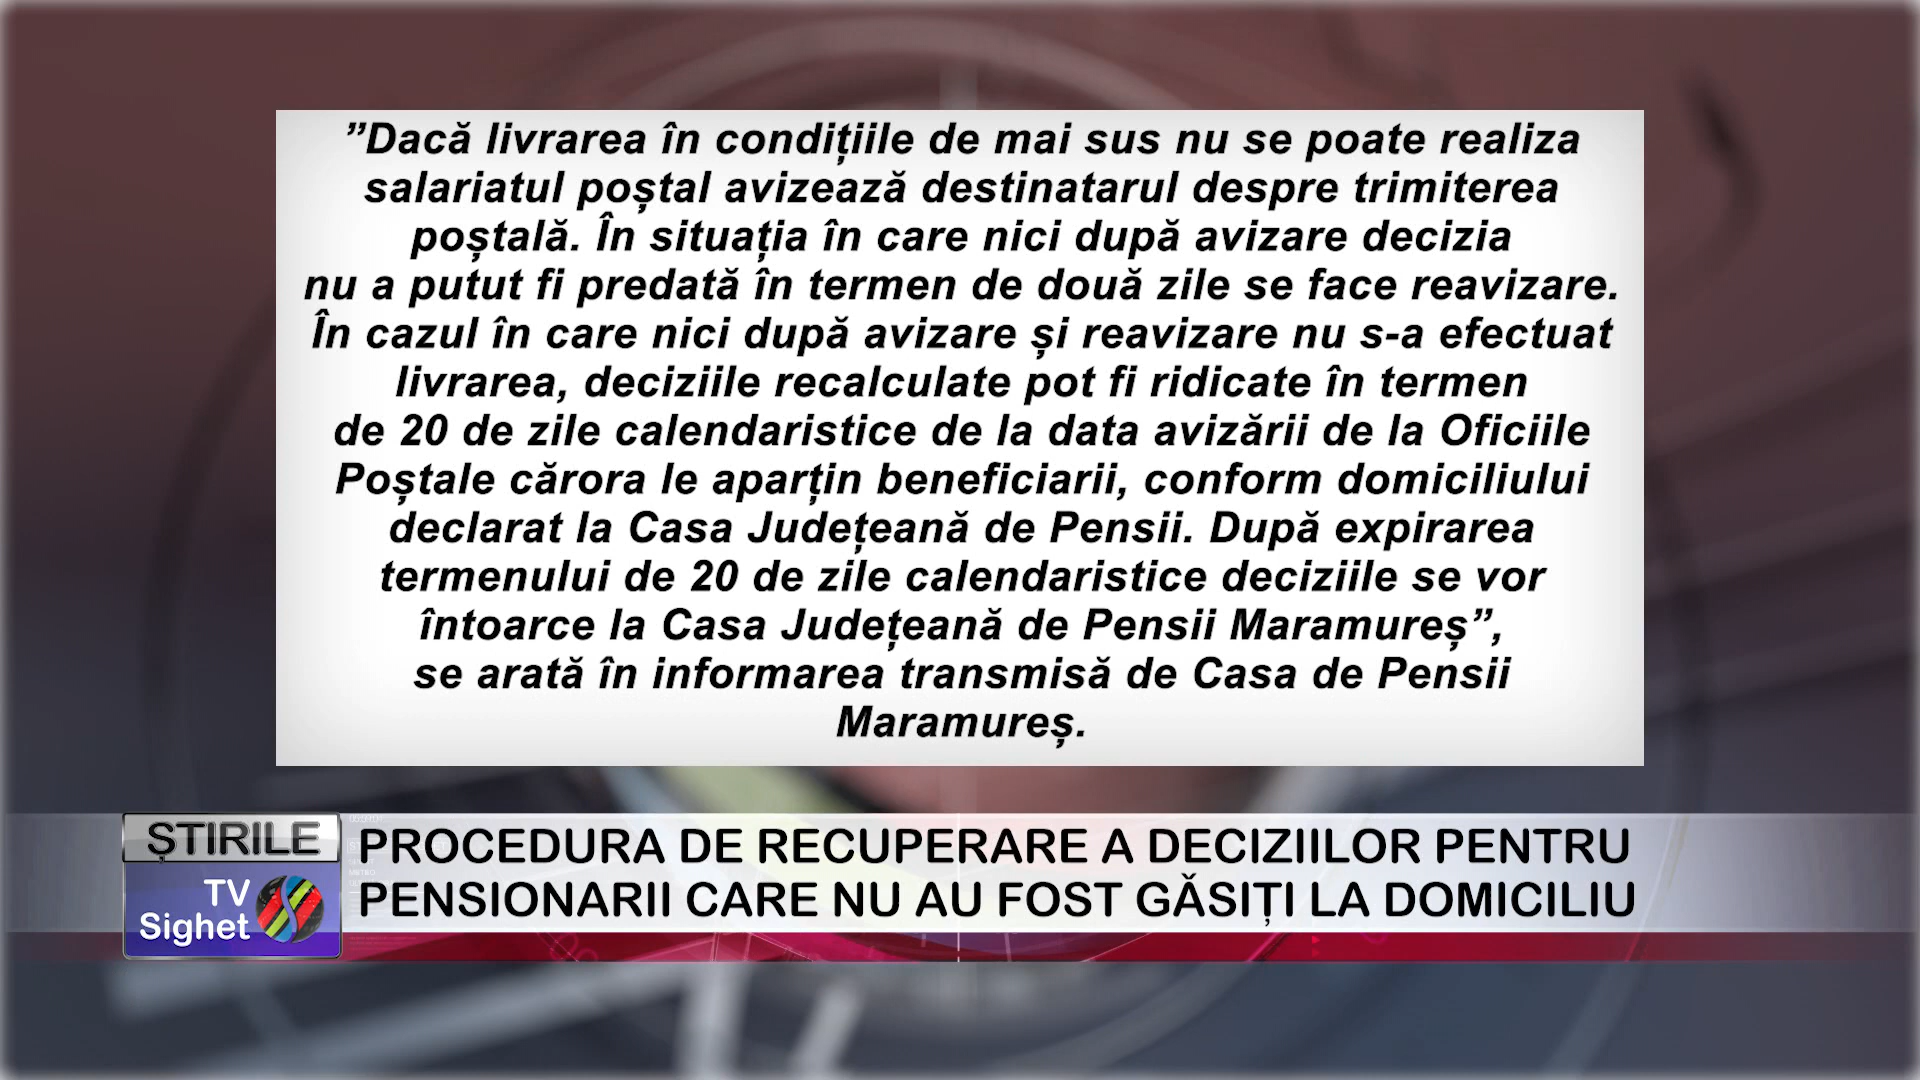 ”Dacă livrarea în condițiile de mai sus nu se poate realiza
salariatul poștal avizează destinatarul despre trimiterea
poștală. În situația în care nici după avizare decizia
nu a putut fi predată în termen de două zile se face reavizare.
În cazul în care nici după avizare și reavizare nu s-a efectuat
livrarea, deciziile recalculate pot fi ridicate în termen
de 20 de zile calendaristice de la data avizării de la Oficiile
Poștale cărora le aparțin beneficiarii, conform domiciliului
declarat la Casa Județeană de Pensii. După expirarea
termenului de 20 de zile calendaristice deciziile se vor
întoarce la Casa Județeană de Pensii Maramureș”,
se arată în informarea transmisă de Casa de Pensii
Maramureș.
ȘTIRILE
TV
Sighet
PROCEDURA DE RECUPERARE A DECIZIILOR PENTRU
PENSIONARII CARE NU AU FOST GĂSIȚI LA DOMICILIU